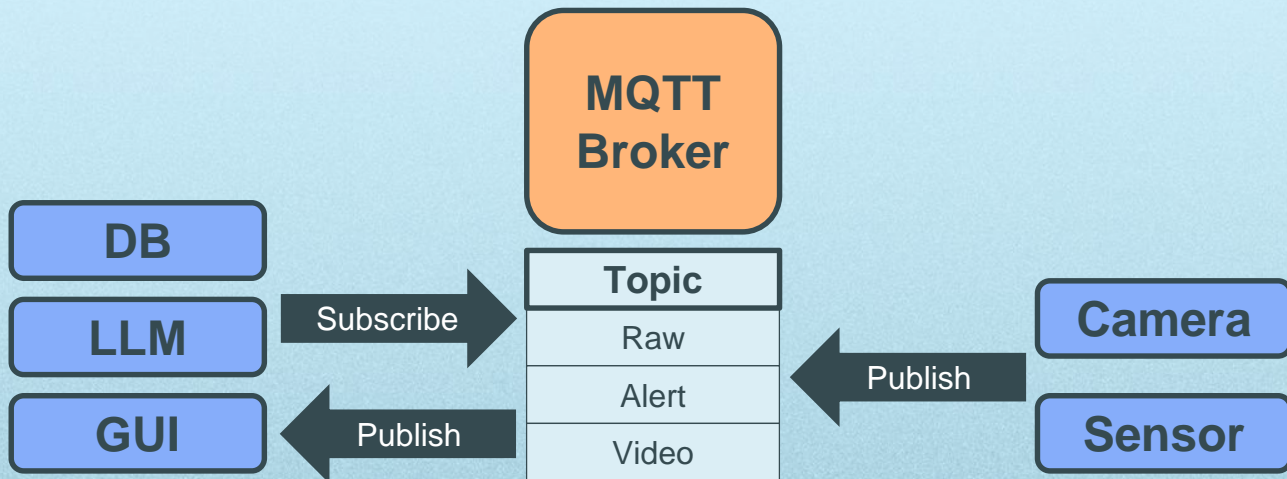 MQTT
Broker
DB
LLM
GUI
Subscribe
Publish
Topic
Raw
Alert
Video
Publish
Camera
Sensor